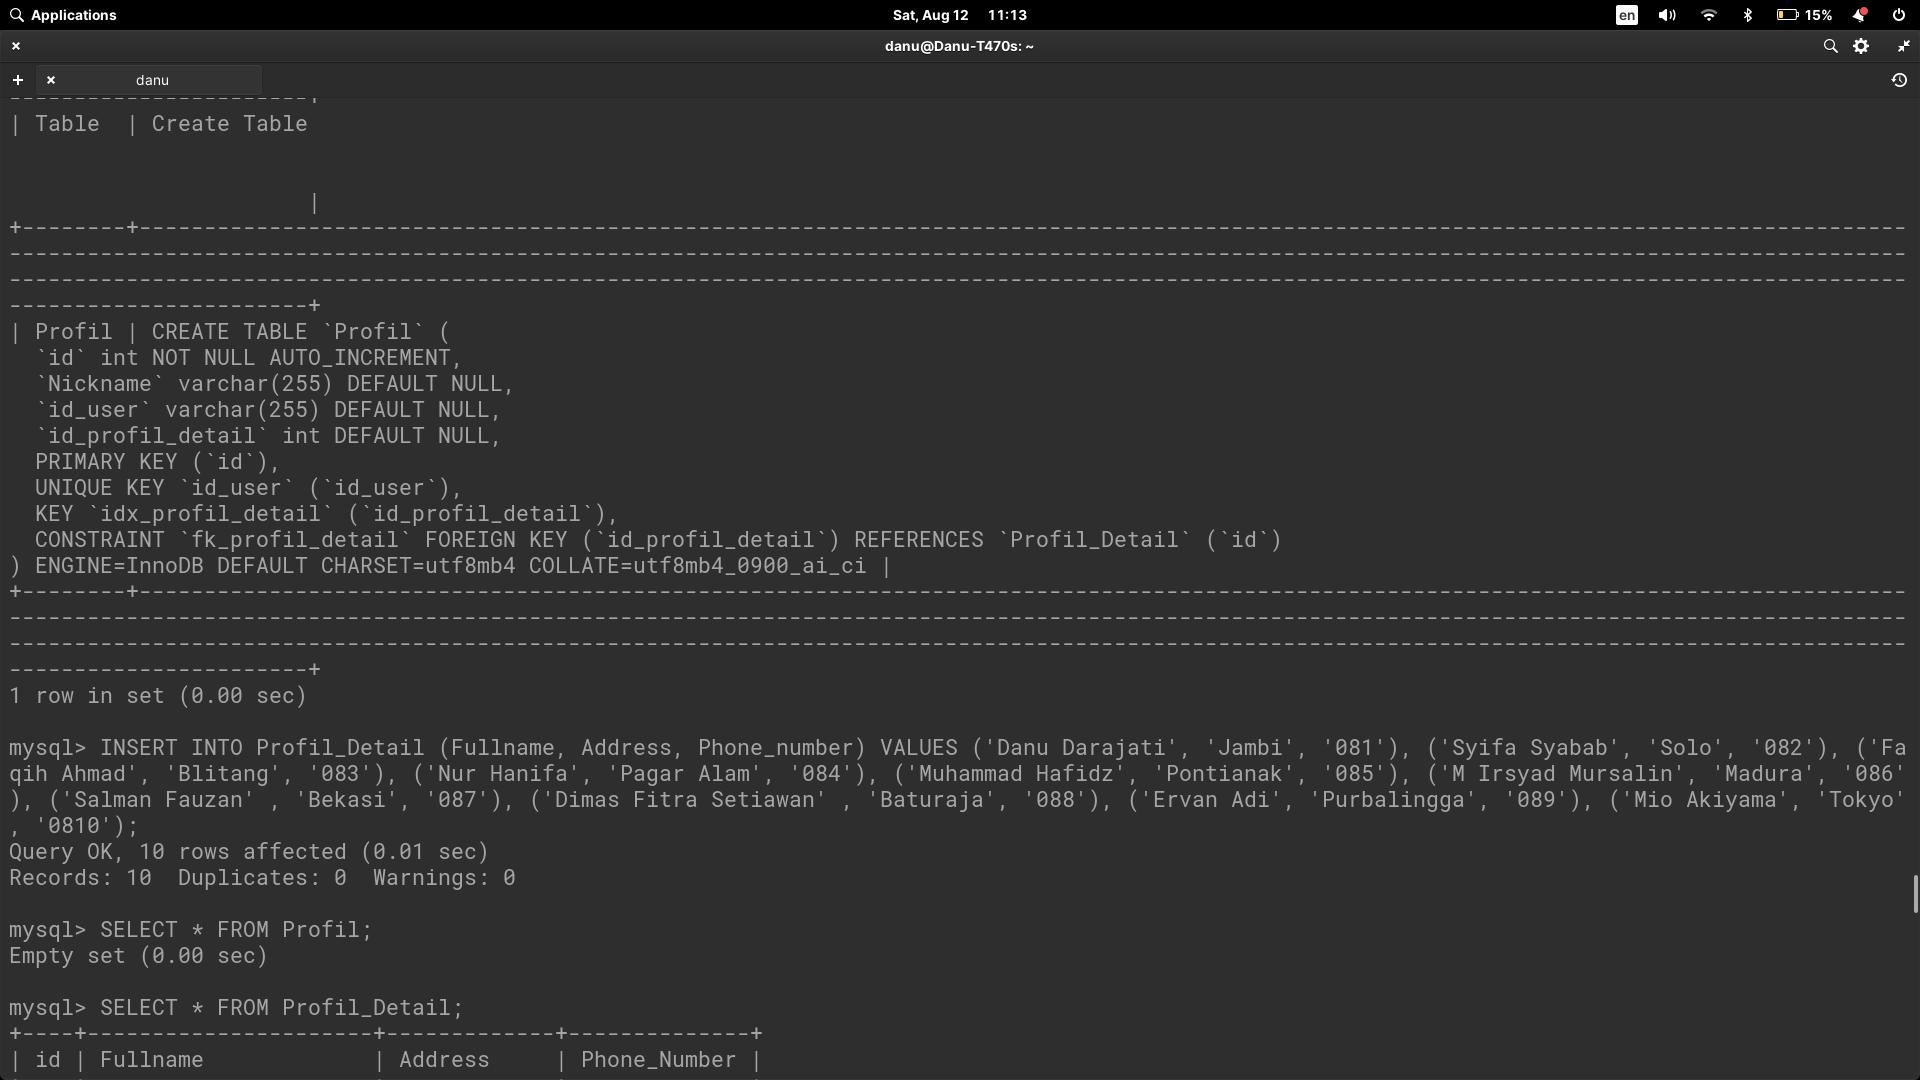 Applications
Sat, Aug 12 11:13
en
15%
danu@Danu-T470s: ~
danu
-----------------------+
| Table  | Create Table
|
+--------+----------------------------------------------------------------------------------------------------------------------------------------
--------------------------------------------------------------------------------------------------------------------------------------------------
--------------------------------------------------------------------------------------------------------------------------------------------------
-----------------------+
| Profil | CREATE TABLE `Profil` (
  `id` int NOT NULL AUTO_INCREMENT,
  `Nickname` varchar(255) DEFAULT NULL,
  `id_user` varchar(255) DEFAULT NULL,
  `id_profil_detail` int DEFAULT NULL,
  PRIMARY KEY (`id`),
  UNIQUE KEY `id_user` (`id_user`),
  KEY `idx_profil_detail` (`id_profil_detail`),
  CONSTRAINT `fk_profil_detail` FOREIGN KEY (`id_profil_detail`) REFERENCES `Profil_Detail` (`id`)
) ENGINE=InnoDB DEFAULT CHARSET=utf8mb4 COLLATE=utf8mb4_0900_ai_ci |
+--------+----------------------------------------------------------------------------------------------------------------------------------------
--------------------------------------------------------------------------------------------------------------------------------------------------
--------------------------------------------------------------------------------------------------------------------------------------------------
-----------------------+
1 row in set (0.00 sec)
mysql> INSERT INTO Profil_Detail (Fullname, Address, Phone_number) VALUES ('Danu Darajati', 'Jambi', '081'), ('Syifa Syabab', 'Solo', '082'), ('Fa
qih Ahmad', 'Blitang', '083'), ('Nur Hanifa', 'Pagar Alam', '084'), ('Muhammad Hafidz', 'Pontianak', '085'), ('M Irsyad Mursalin', 'Madura', '086'
), ('Salman Fauzan' , 'Bekasi', '087'), ('Dimas Fitra Setiawan' , 'Baturaja', '088'), ('Ervan Adi', 'Purbalingga', '089'), ('Mio Akiyama', 'Tokyo'
, '0810');
Query OK, 10 rows affected (0.01 sec)
Records: 10  Duplicates: 0  Warnings: 0
mysql> SELECT * FROM Profil;
Empty set (0.00 sec)
mysql> SELECT * FROM Profil_Detail;
+----+----------------------+-------------+--------------+
| id | Fullname             | Address     | Phone_Number |